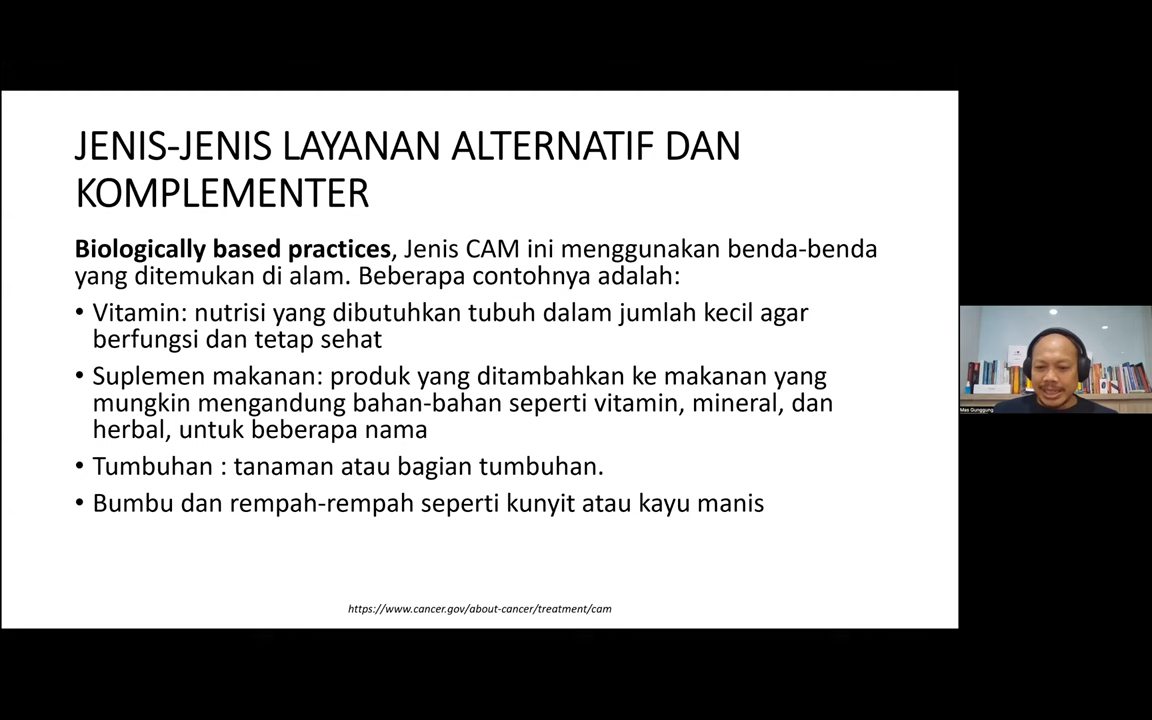 JENIS-JENIS LAYANAN ALTERNATIF DAN
KOMPLEMENTER
Biologically based practices, Jenis CAM ini menggunakan benda-benda
yang ditemukan di alam. Beberapa contohnya adalah:
• Vitamin: nutrisi yang dibutuhkan tubuh dalam jumlah kecil agar
berfungsi dan tetap sehat
• Suplemen makanan: produk yang ditambahkan ke makanan yang
mungkin mengandung bahan-bahan seperti vitamin, mineral, dan
herbal, untuk beberapa nama
• Tumbuhan : tanaman atau bagian tumbuhan.
• Bumbu dan rempah-rempah seperti kunyit atau kayu manis
https://www.cancer.gov/about-cancer/treatment/cam
Mas Gunggung